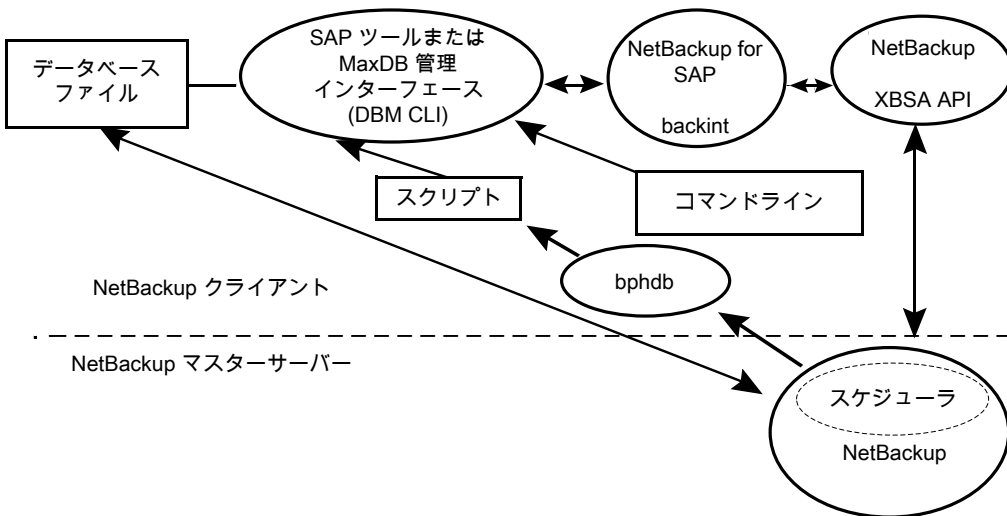 データベース
ファイル
SAP ツールまたは
MaxDB 管理
インターフェース
(DBM CLI)
NetBackup for
SAP
backint
NetBackup
XBSA API
スクリプト
コマンドライン
bphdb
NetBackup クライアント
NetBackup マスターサーバー
スケジューラ
NetBackup